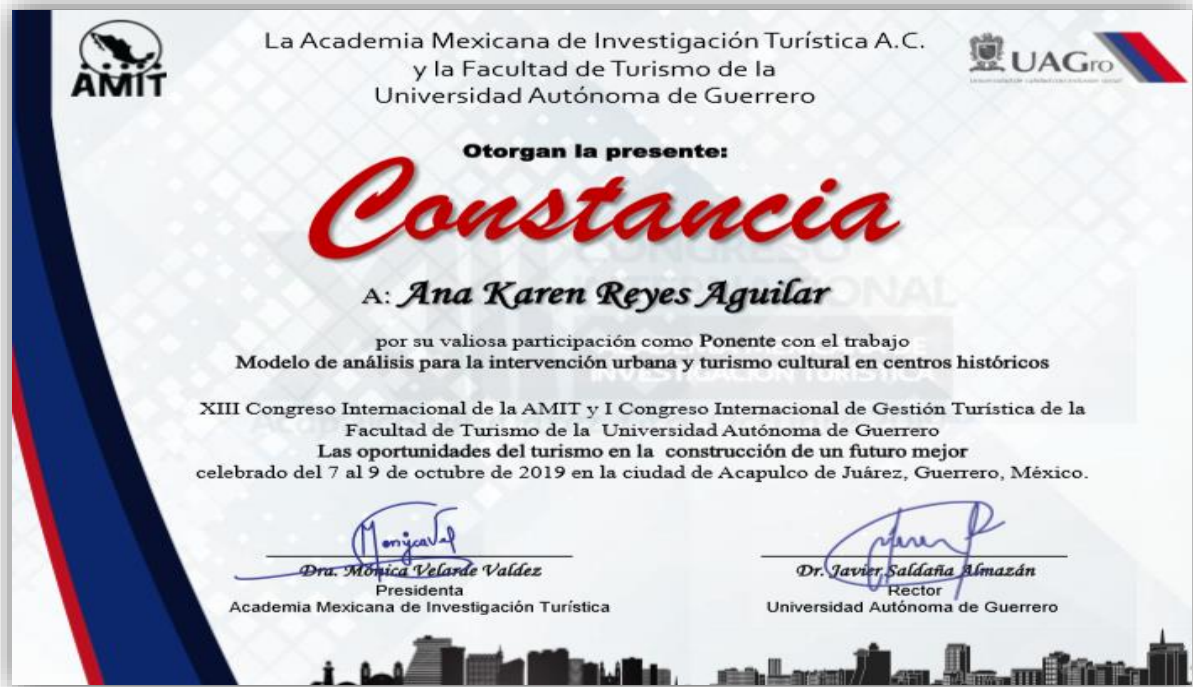 AMIT
La Academia Mexicana de Investigación Turística A.C.
y la Facultad de Turismo de la
Universidad Autónoma de Guerrero
UAGro
Otorgan la presente:
Constancia
A: Ana Karen Reyes Aguilar
por su valiosa participación como Ponente con el trabajo
Modelo de análisis para la intervención urbana y turismo cultural en centros históricos
XIII Congreso Internacional de la AMIT y I Congreso Internacional de Gestión Turística de la
Facultad de Turismo de la Universidad Autónoma de Guerrero
Las oportunidades del turismo en la construcción de un futuro mejor
celebrado del 7 al 9 de octubre de 2019 en la ciudad de Acapulco de Juárez, Guerrero, México.
Dra. Mónica Velarde Valdez
Presidenta
Academia Mexicana de Investigación Turística
Dr. Javier Saldaña Almazán
Rector
Universidad Autónoma de Guerrero